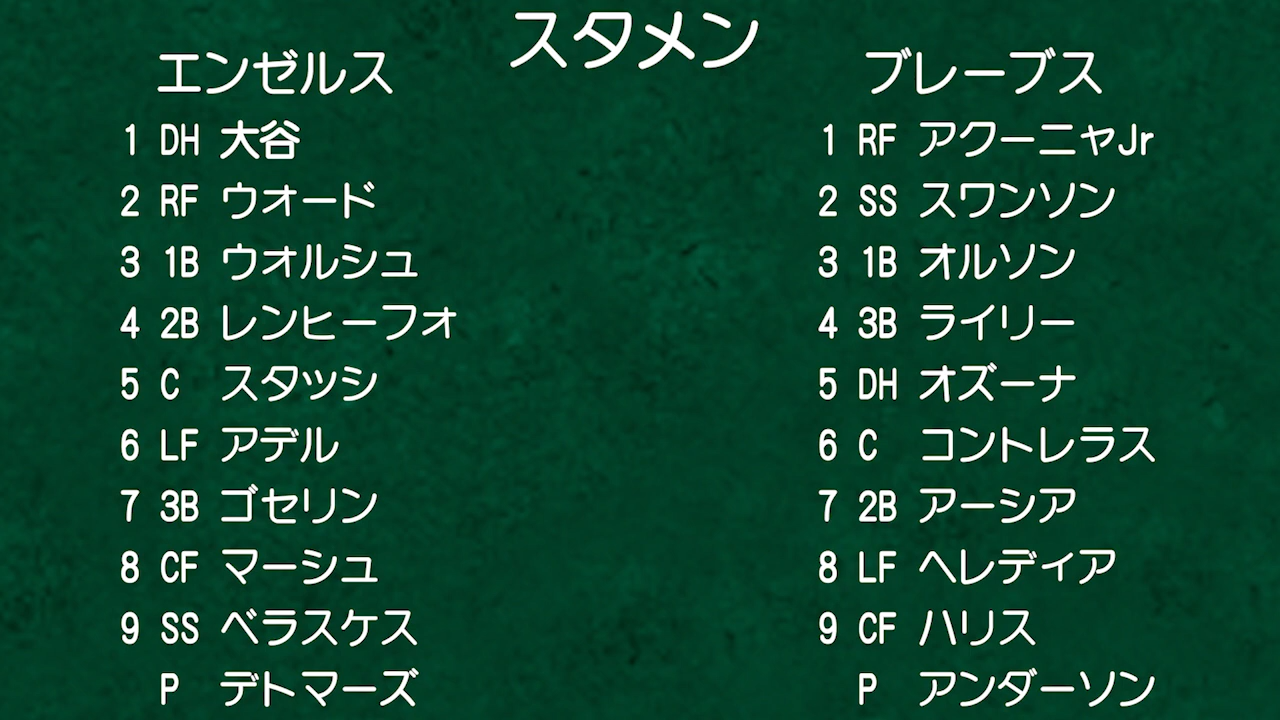 スタメン
エンゼルス
1 DH 大谷
2 RF ウォード
3 1B ウォルシュ
4 2B レンヒーフォ
5 C スタッシ
6 LF アデル
7 3B ゴセリン
8 CF マーシュ
9 SS ベラスケス
P デトマーズ
ブレーブス
1 RF アクーニャJr
2 SS スワンソン
3 1B オルソン
4 3B ライリー
5 DH オズーナ
6 C コントレラス
7 2B アーシア
8 LF ヘレディア
9 CF ハリス
P アンダーソン